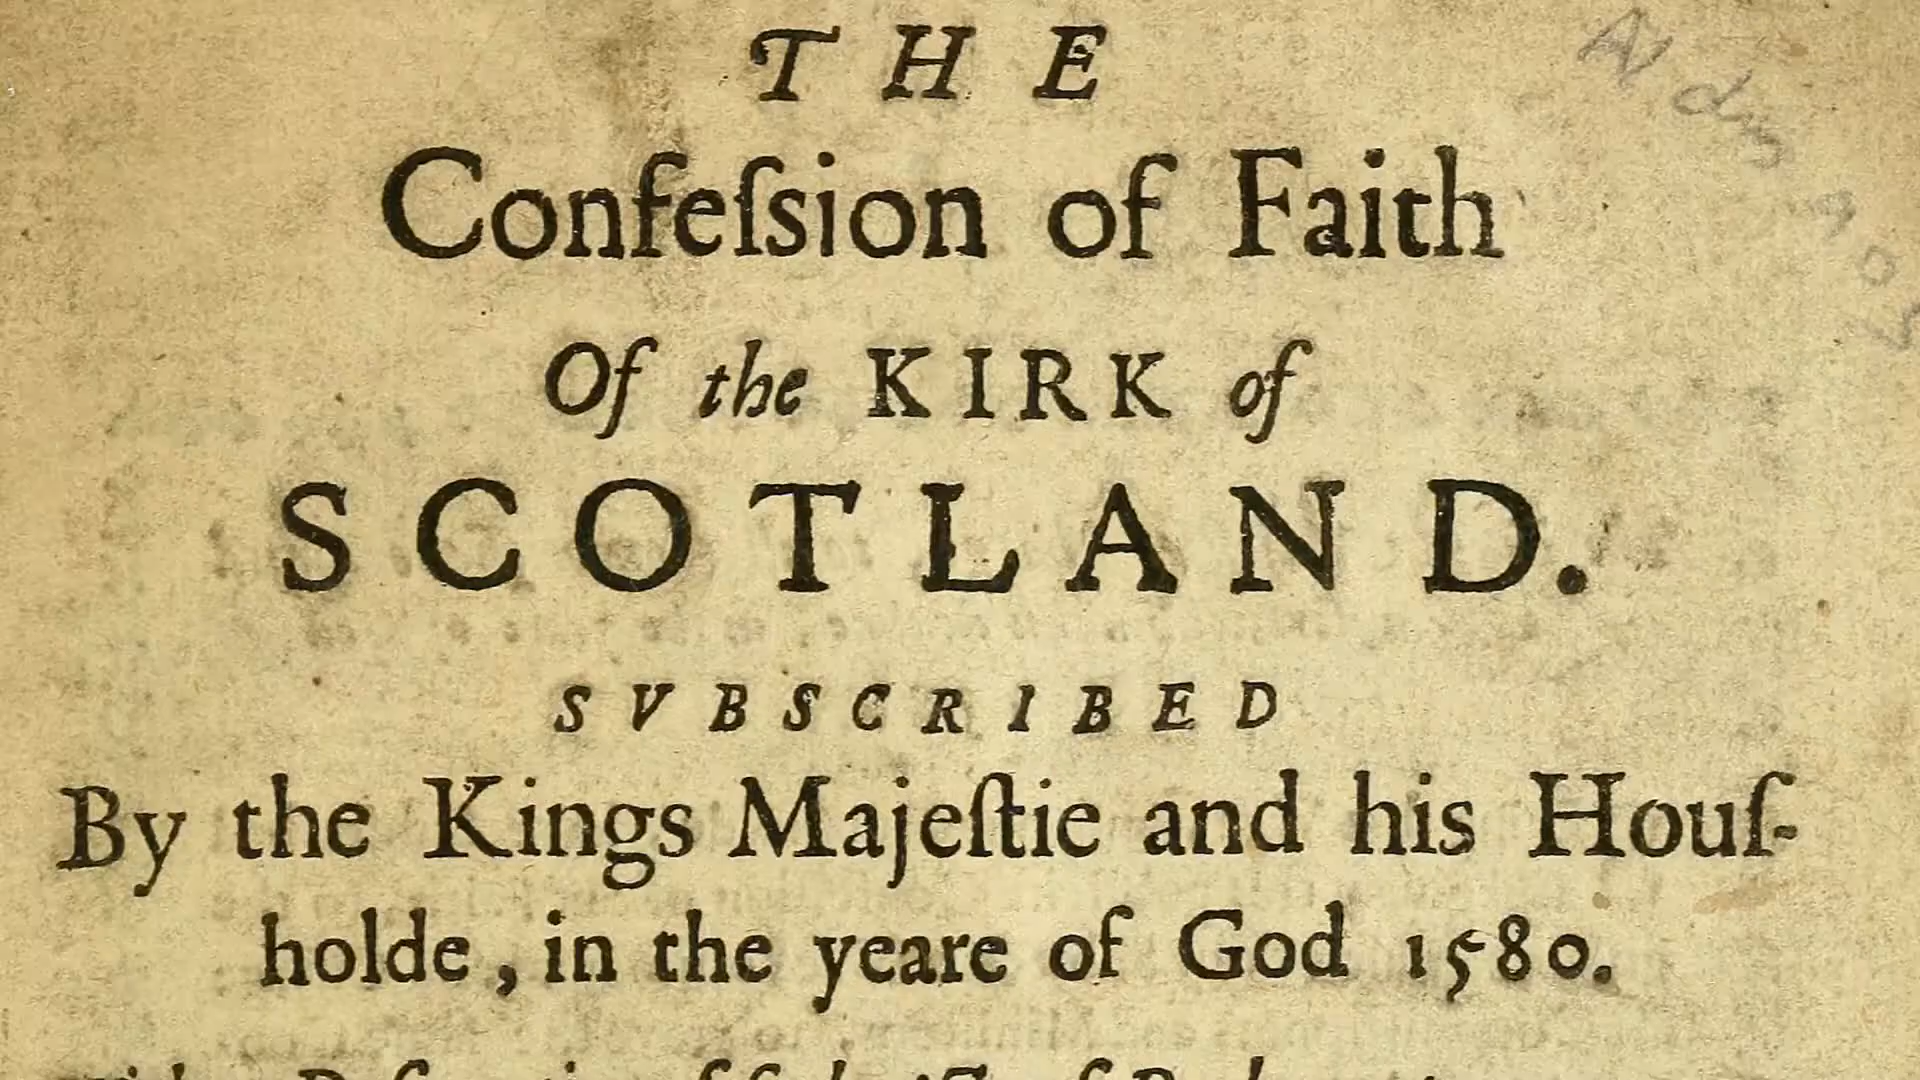 THE
Confeſsion of Faith
Of the KIRK of
SCOTLAND.
SVBSCRIBED
By the Kings Majeſtie and his Houſ-
holde, in the yeare of God 1580.